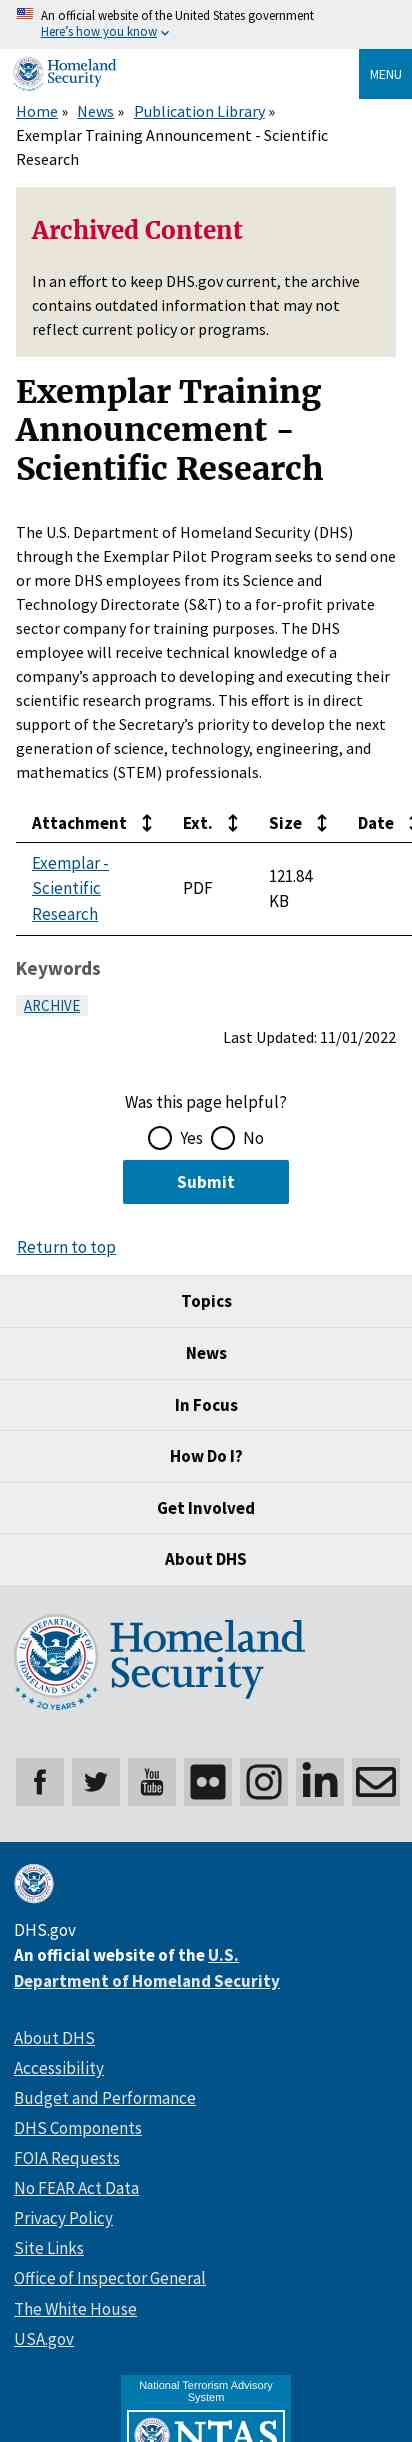 An official website of the United States government
Here’s how you know
Homeland
Security
MENU
Home » News » Publication Library »
Exemplar Training Announcement - Scientific
Research
Archived Content
In an effort to keep DHS.gov current, the archive
contains outdated information that may not
reflect current policy or programs.
Exemplar Training
Announcement -
Scientific Research
The U.S. Department of Homeland Security (DHS)
through the Exemplar Pilot Program seeks to send one
or more DHS employees from its Science and
Technology Directorate (S&T) to a for-profit private
sector company for training purposes. The DHS
employee will receive technical knowledge of a
company’s approach to developing and executing their
scientific research programs. This effort is in direct
support of the Secretary’s priority to develop the next
generation of science, technology, engineering, and
mathematics (STEM) professionals.
Attachment Ext. Size Date
Exemplar -
Scientific
Research
PDF
121.84
KB
Keywords
ARCHIVE
Last Updated: 11/01/2022
Was this page helpful?
Yes No
Submit
Return to top
Topics
News
In Focus
How Do I?
Get Involved
About DHS
U.S. DEPARTMENT OF HOMELAND SECURITY
20 YEARS
Homeland
Security
You
Tube
in
DHS.gov
An official website of the U.S.
Department of Homeland Security
About DHS
Accessibility
Budget and Performance
DHS Components
FOIA Requests
No FEAR Act Data
Privacy Policy
Site Links
Office of Inspector General
The White House
USA.gov
National Terrorism Advisory
System
NTAS